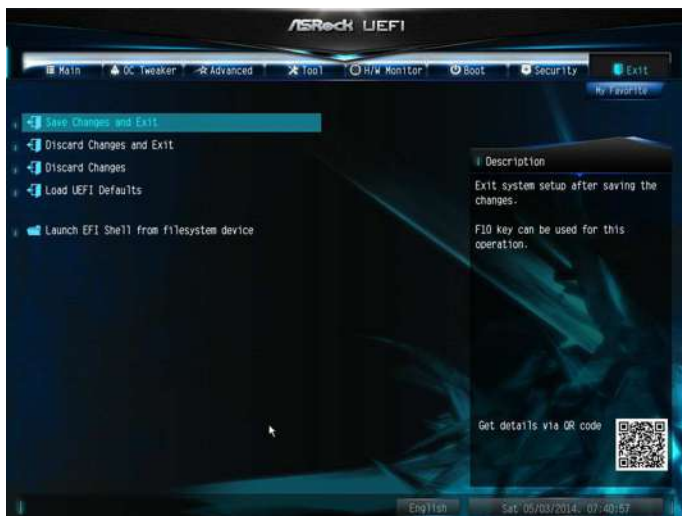 ASRock UEFI
Main OC Tweaker Advanced Tool H/W Monitor Boot Security Exit
My Favorite
Save Changes and Exit
Discard Changes and Exit
Discard Changes
Load UEFI Defaults
Launch EFI Shell from filesystem device
Description
Exit system setup after saving the
changes.
F10 key can be used for this
operation.
Get details via QR code
English Sat 05/03/2014. 07:40:57